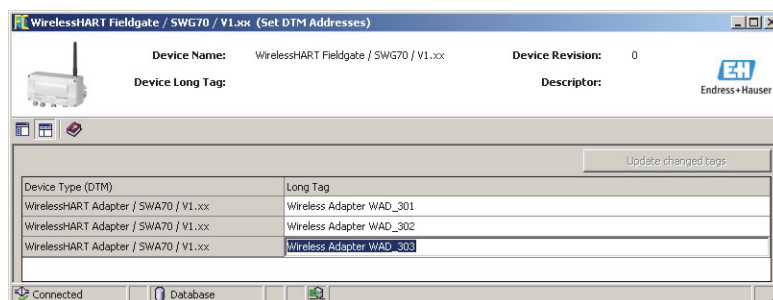 WirelessHART Fieldgate / SWG70 / V1.xx (Set DTM Addresses)
Device Name: WirelessHART Fieldgate / SWG70 / V1.xx Device Revision: 0
Device Long Tag: Descriptor:
EH
Endress+Hauser
Update changed tags
Device Type (DTM) Long Tag
WirelessHART Adapter / SWA70 / V1.xx Wireless Adapter WAD_301
WirelessHART Adapter / SWA70 / V1.xx Wireless Adapter WAD_302
WirelessHART Adapter / SWA70 / V1.xx Wireless Adapter WAD_303
Connected Database